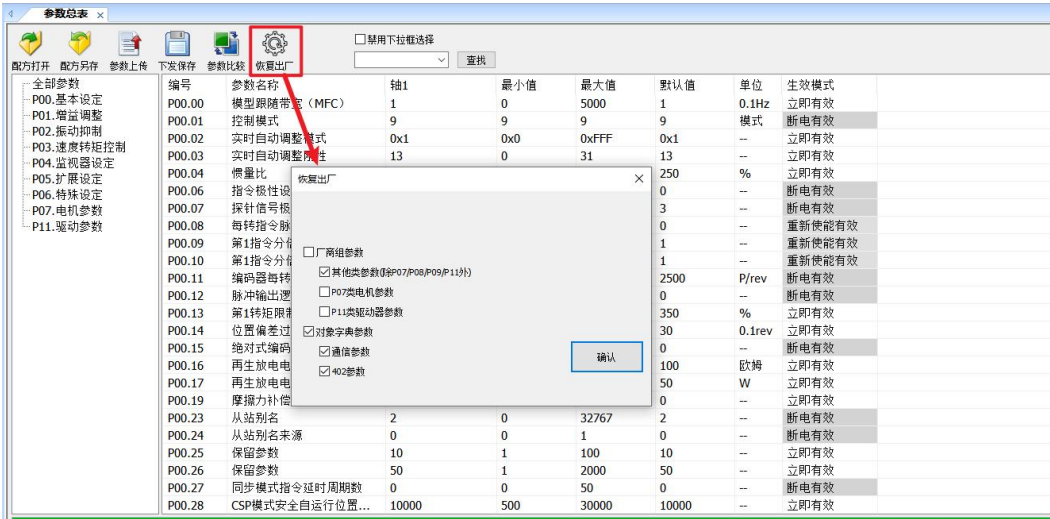 参数总表 ×
配方打开 配方另存 参数上传 下发保存 参数比较 恢复出厂
禁用下拉框选择
查找
全部参数
P00.基本设定
P01.增益调整
P02.振动抑制
P03.速度转矩控制
P04.监视器设定
P05.扩展设定
P06.特殊设定
P07.电机参数
P11.驱动参数
编号 参数名称 轴1 最小值 最大值 默认值 单位 生效模式
P00.00 模型跟随带宽(MFC) 1 0 5000 1 0.1Hz 立即有效
P00.01 控制模式 9 9 9 9 模式 断电有效
P00.02 实时自动调整模式 0x1 0x0 0xFFF 0x1 -- 立即有效
P00.03 实时自动调整刚性 13 0 31 13 -- 立即有效
P00.04 惯量比 250 % 立即有效
P00.06 指令极性设 0 -- 断电有效
P00.07 探针信号极 3 -- 断电有效
P00.08 每转指令脉 0 -- 重新使能有效
P00.09 第1指令分倍 1 -- 重新使能有效
P00.10 第1指令分倍 1 -- 重新使能有效
P00.11 编码器每转 2500 P/rev 断电有效
P00.12 脉冲输出逻 0 -- 断电有效
P00.13 第1转矩限制 350 % 立即有效
P00.14 位置偏差过 30 0.1rev 立即有效
P00.15 绝对式编码 0 -- 断电有效
P00.16 再生放电电 100 欧姆 立即有效
P00.17 再生放电电 50 W 立即有效
P00.19 摩擦力补偿 0 -- 立即有效
P00.23 从站别名 2 0 32767 2 -- 断电有效
P00.24 从站别名来源 0 0 1 0 -- 断电有效
P00.25 保留参数 10 1 100 10 -- 立即有效
P00.26 保留参数 50 1 2000 50 -- 立即有效
P00.27 同步模式指令延时周期数 0 0 50 0 -- 断电有效
P00.28 CSP模式安全自运行位置... 10000 500 30000 10000 -- 立即有效
恢复出厂 ×
厂商组参数
其他类参数(除P07/P08/P09/P11外)
P07类电机参数
P11类驱动器参数
对象字典参数
通信参数
402参数
确认